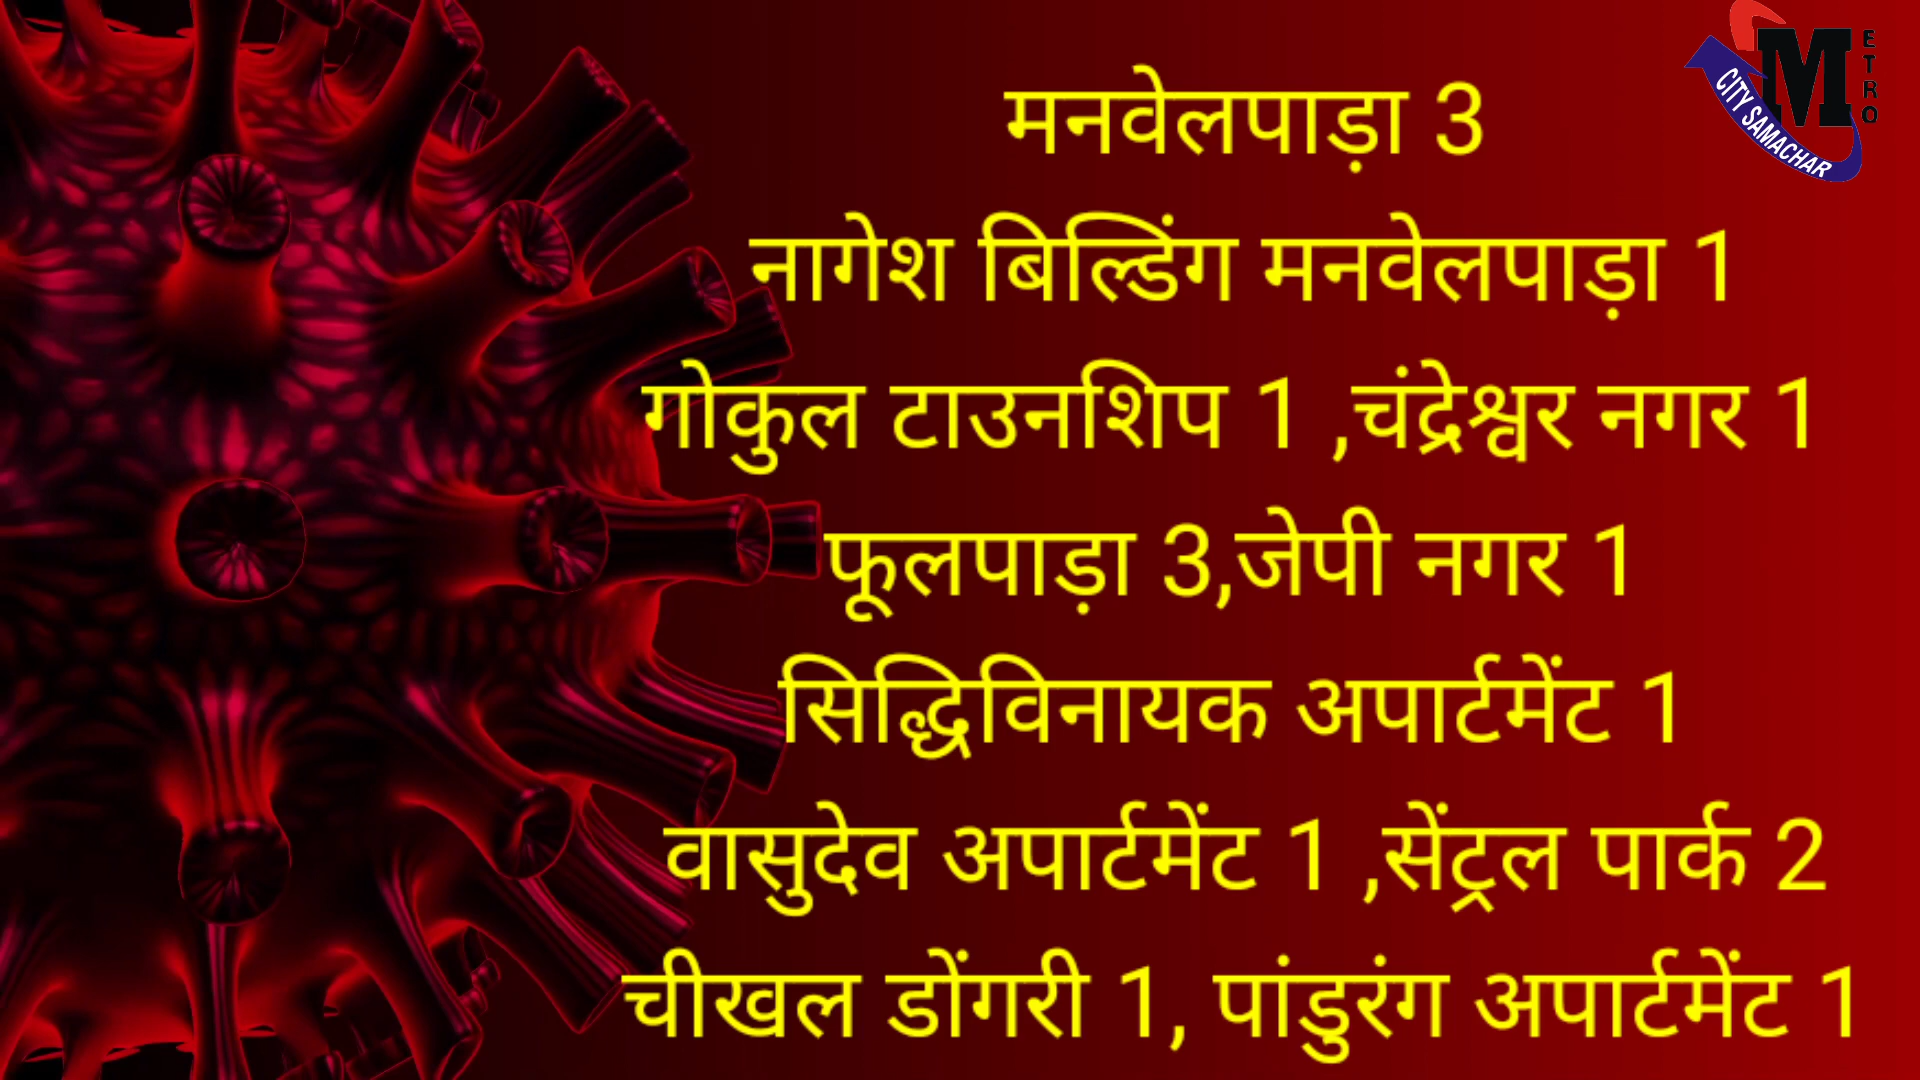 M ETRO
CITY SAMACHAR
मनवेलपाड़ा 3
नागेश बिल्डिंग मनवेलपाड़ा 1
गोकुल टाउनशिप 1 ,चंद्रेश्वर नगर 1
फूलपाड़ा 3,जेपी नगर 1
सिद्धिविनायक अपार्टमेंट 1
वासुदेव अपार्टमेंट 1 ,सेंट्रल पार्क 2
चीखल डोंगरी 1, पांडुरंग अपार्टमेंट 1